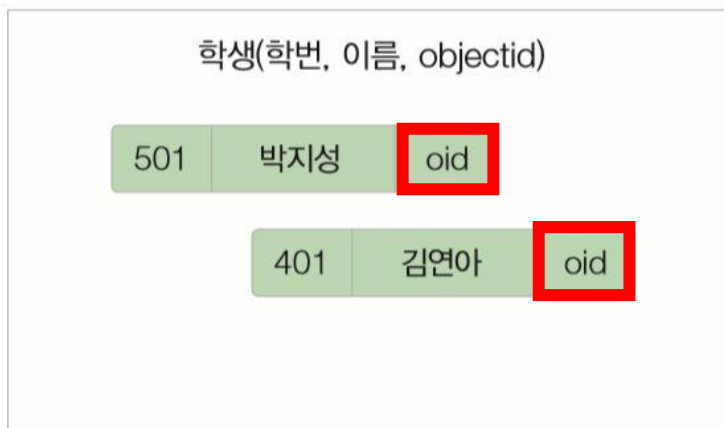 학생(학번, 이름, objectid)
501 박지성 oid
401 김연아 oid